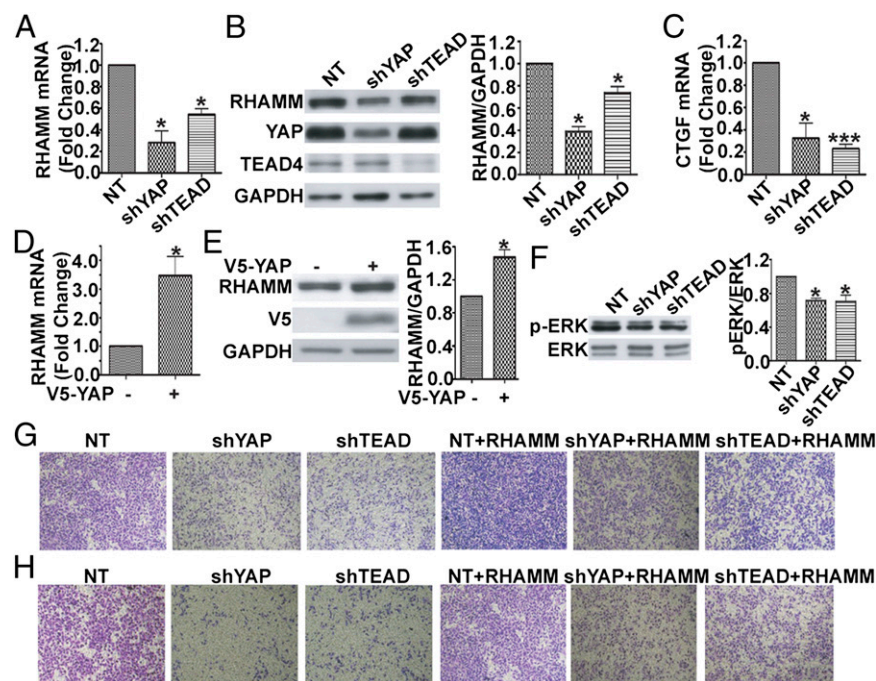 A
RHAMM mRNA
(Fold Change)
1.2
1.0
0.8
0.6
0.4
0.2
0
*
*
NT
shYAP
shTEAD
B
NT
shYAP
shTEAD
RHAMM
YAP
TEAD4
GAPDH
RHAMM/GAPDH
1.2
1.0
0.8
0.6
0.4
0.2
0
*
*
NT
shYAP
shTEAD
C
CTGF mRNA
(Fold Change)
1.2
1.0
0.8
0.6
0.4
0.2
0
*
***
NT
shYAP
shTEAD
D
RHAMM mRNA
(Fold Change)
5.0
4.0
3.0
2.0
1.0
0
*
V5-YAP - +
E
V5-YAP - +
RHAMM
V5
GAPDH
RHAMM/GAPDH
1.6
1.2
0.8
0.4
0.0
*
V5-YAP - +
F
NT
shYAP
shTEAD
p-ERK
ERK
pERK/ERK
1.2
0.8
0.4
0
*
*
NT
shYAP
shTEAD
G
NT shYAP shTEAD NT+RHAMM shYAP+RHAMM shTEAD+RHAMM
H
NT shYAP shTEAD NT+RHAMM shYAP+RHAMM shTEAD+RHAMM